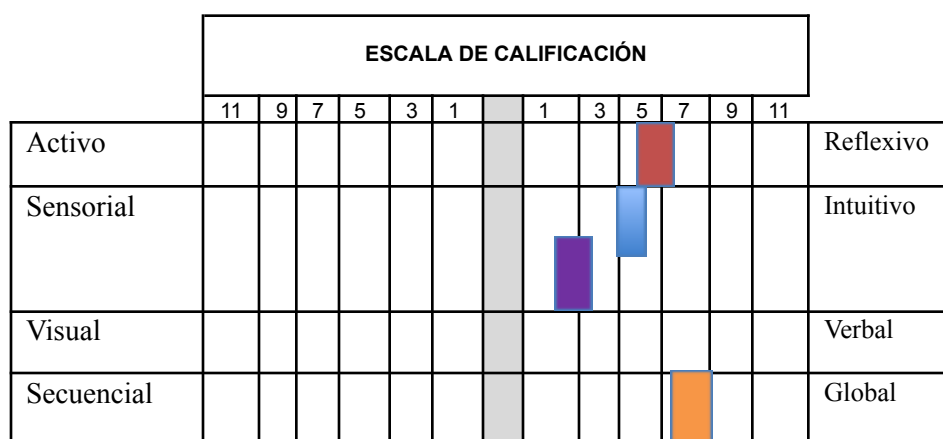 ESCALA DE CALIFICACIÓN
11 9 7 5 3 1 1 3 5 7 9 11
Activo Reflexivo
Sensorial Intuitivo
Visual Verbal
Secuencial Global